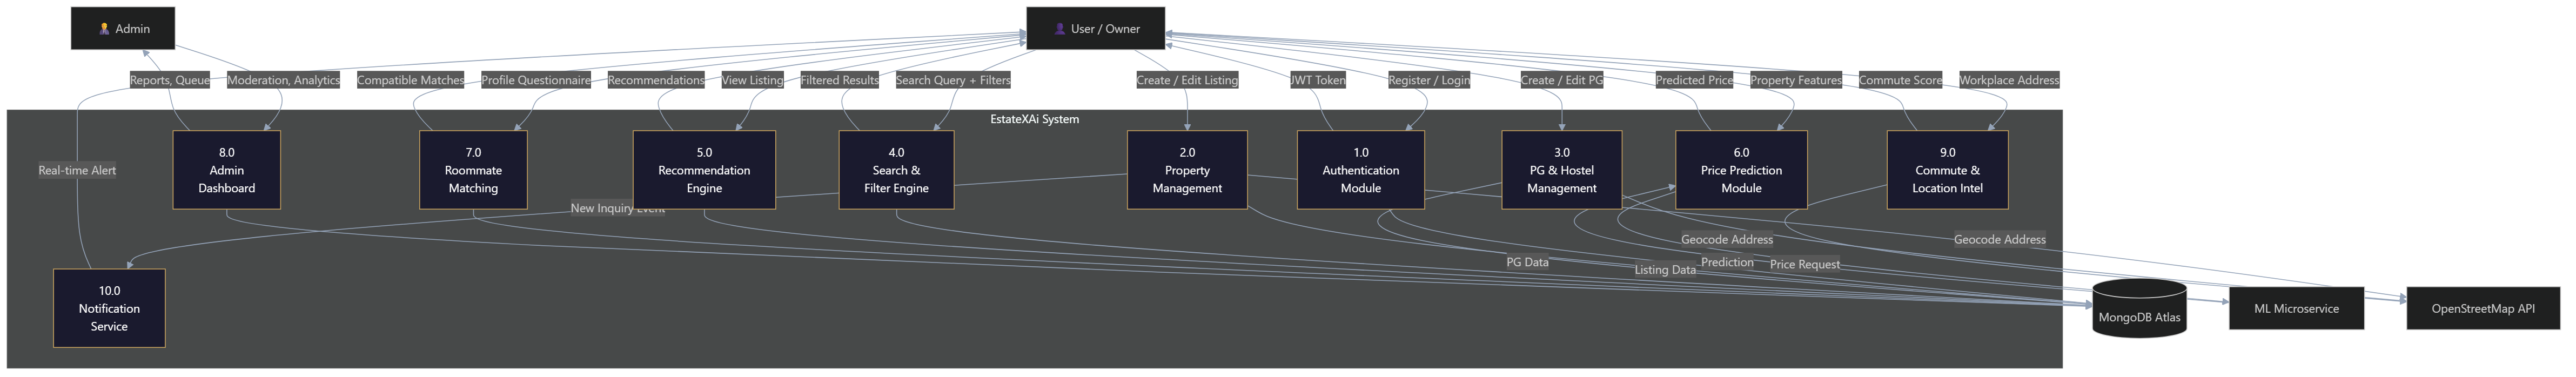 Admin
User / Owner
Reports, Queue
Moderation, Analytics
Compatible Matches
Profile Questionnaire
Recommendations
View Listing
Filtered Results
Search Query + Filters
Create / Edit Listing
JWT Token
Register / Login
Create / Edit PG
Predicted Price
Property Features
Commute Score
Workplace Address
EstateXAi System
Real-time Alert
8.0
Admin
Dashboard
7.0
Roommate
Matching
5.0
Recommendation
Engine
4.0
Search &
Filter Engine
2.0
Property
Management
1.0
Authentication
Module
3.0
PG & Hostel
Management
6.0
Price Prediction
Module
9.0
Commute &
Location Intel
New Inquiry Event
Geocode Address
Geocode Address
PG Data
Listing Data
Prediction
Price Request
10.0
Notification
Service
MongoDB Atlas
ML Microservice
OpenStreetMap API